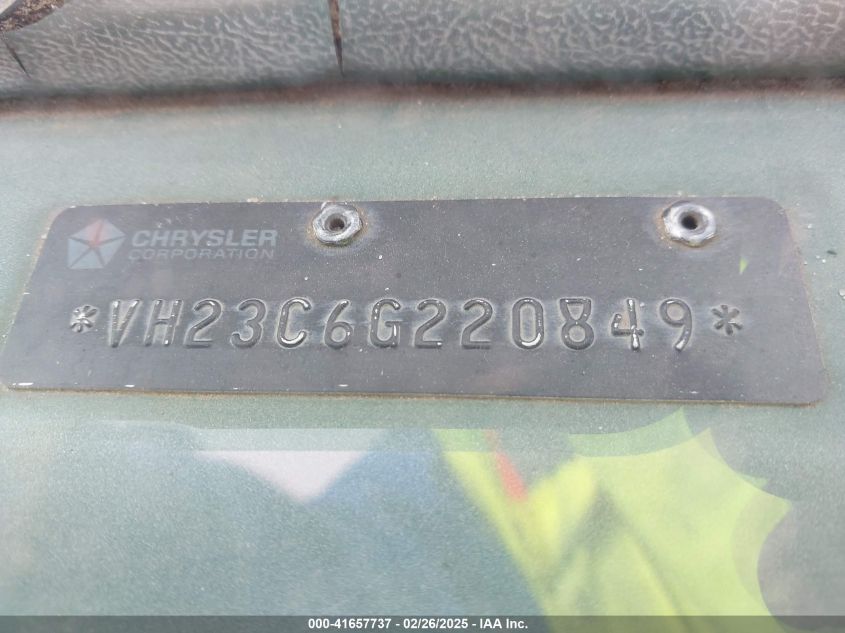 CHRYSLER
CORPORATION
*VH23C6G220849*
000-41657737 - 02/26/2025 - IAA Inc.